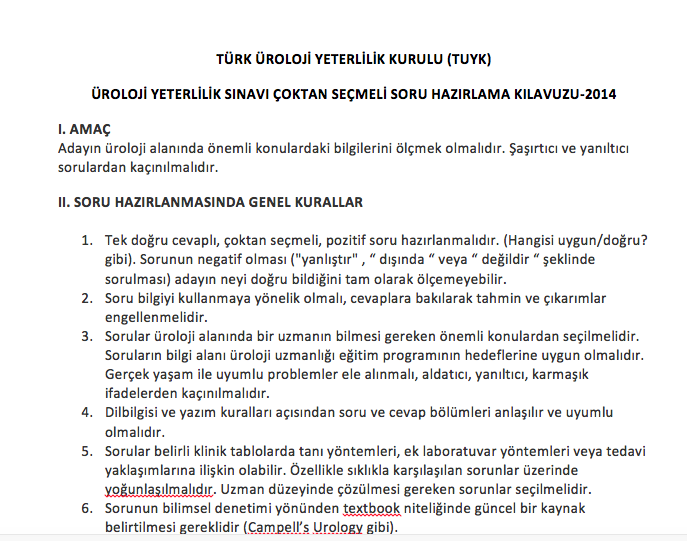 TÜRK ÜROLOJİ YETERLİLİK KURULU (TUYK)
ÜROLOJİ YETERLİLİK SINAVI ÇOKTAN SEÇMELİ SORU HAZIRLAMA KILAVUZU-2014
I. AMAÇ
Adayın üroloji alanında önemli konulardaki bilgilerini ölçmek olmalıdır. Şaşırtıcı ve yanıltıcı
sorulardan kaçınılmalıdır.
II. SORU HAZIRLANMASINDA GENEL KURALLAR
1. Tek doğru cevaplı, çoktan seçmeli, pozitif soru hazırlanmalıdır. (Hangisi uygun/doğru?
gibi). Sorunun negatif olması ("yanlıştır" , “ dışında “ veya “ değildir “ şeklinde
sorulması) adayın neyi doğru bildiğini tam olarak ölçemeyebilir.
2. Soru bilgiyi kullanmaya yönelik olmalı, cevaplara bakılarak tahmin ve çıkarımlar
engellenmelidir.
3. Sorular üroloji alanında bir uzmanın bilmesi gereken önemli konulardan seçilmelidir.
Soruların bilgi alanı üroloji uzmanlığı eğitim programının hedeflerine uygun olmalıdır.
Gerçek yaşam ile uyumlu problemler ele alınmalı, aldatıcı, yanıltıcı, karmaşık
ifadelerden kaçınılmalıdır.
4. Dilbilgisi ve yazım kuralları açısından soru ve cevap bölümleri anlaşılır ve uyumlu
olmalıdır.
5. Sorular belirli klinik tablolarda tanı yöntemleri, ek laboratuvar yöntemleri veya tedavi
yaklaşımlarına ilişkin olabilir. Özellikle sıklıkla karşılaşılan sorunlar üzerinde
yoğunlaşılmalıdır. Uzman düzeyinde çözülmesi gereken sorunlar seçilmelidir.
6. Sorunun bilimsel denetimi yönünden textbook niteliğinde güncel bir kaynak
belirtilmesi gereklidir (Campell’s Urology gibi).